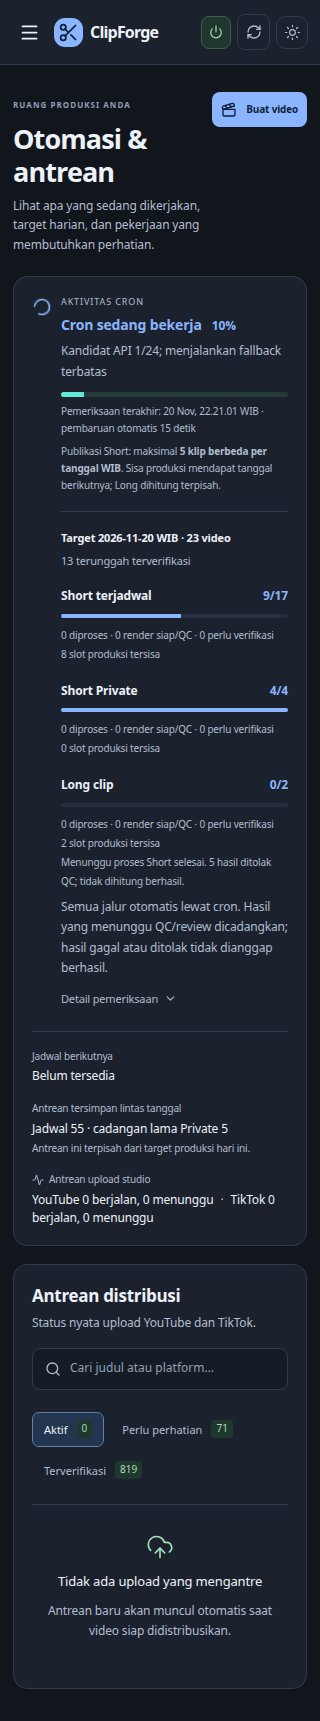 ClipForge
RUANG PRODUKSI ANDA
Buat video
Otomasi &
antrean
Lihat apa yang sedang dikerjakan,
target harian, dan pekerjaan yang
membutuhkan perhatian.
AKTIVITAS CRON
Cron sedang bekerja 10%
Kandidat API 1/24; menjalankan fallback
terbatas
Pemeriksaan terakhir: 20 Nov, 22.21.01 WIB ·
pembaruan otomatis 15 detik
Publikasi Short: maksimal 5 klip berbeda per
tanggal WIB. Sisa produksi mendapat tanggal
berikutnya; Long dihitung terpisah.
Target 2026-11-20 WIB · 23 video
13 terunggah terverifikasi
Short terjadwal 9/17
0 diproses · 0 render siap/QC · 0 perlu verifikasi
8 slot produksi tersisa
Short Private 4/4
0 diproses · 0 render siap/QC · 0 perlu verifikasi
0 slot produksi tersisa
Long clip 0/2
0 diproses · 0 render siap/QC · 0 perlu verifikasi
2 slot produksi tersisa
Menunggu proses Short selesai. 5 hasil ditolak
QC; tidak dihitung berhasil.
Semua jalur otomatis lewat cron. Hasil
yang menunggu QC/review dicadangkan;
hasil gagal atau ditolak tidak dianggap
berhasil.
Detail pemeriksaan
Jadwal berikutnya
Belum tersedia
Antrean tersimpan lintas tanggal
Jadwal 55 · cadangan lama Private 5
Antrean ini terpisah dari target produksi hari ini.
Antrean upload studio
YouTube 0 berjalan, 0 menunggu · TikTok 0
berjalan, 0 menunggu
Antrean distribusi
Status nyata upload YouTube dan TikTok.
Cari judul atau platform...
Aktif 0
Perlu perhatian 71
Terverifikasi 819
Tidak ada upload yang mengantre
Antrean baru akan muncul otomatis saat
video siap didistribusikan.